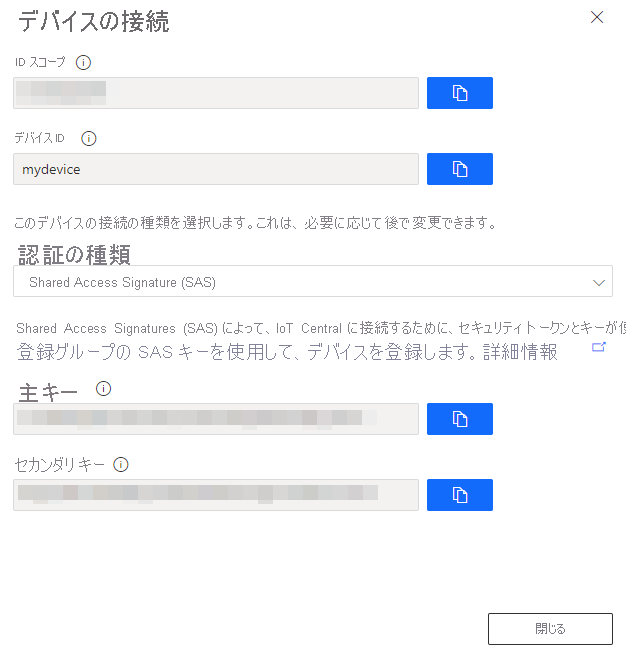 デバイスの接続
ID スコープ
デバイス ID
mydevice
このデバイスの接続の種類を選択します。これは、必要に応じて後で変更できます。
認証の種類
Shared Access Signature (SAS)
Shared Access Signatures (SAS) によって、IoT Central に接続するために、セキュリティトークンとキーが使
登録グループの SAS キーを使用して、デバイスを登録します。詳細情報
主キー
セカンダリ キー
閉じる